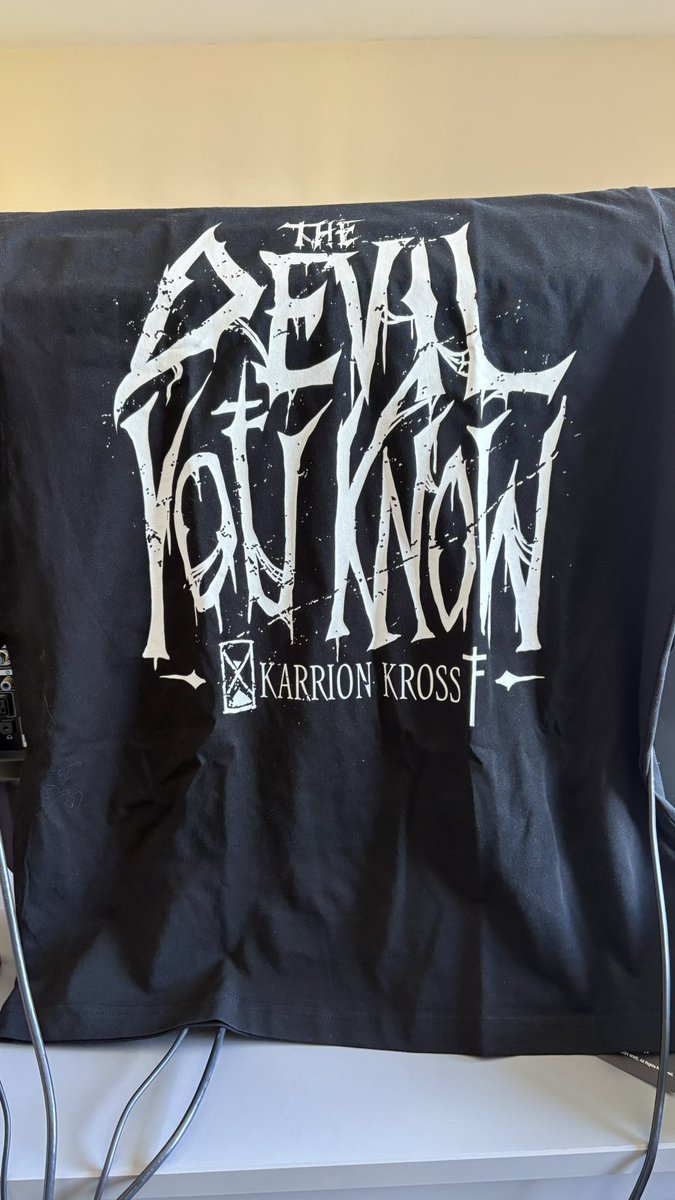 THE
DEVIL
YOU KNOW
KARRION KROSS